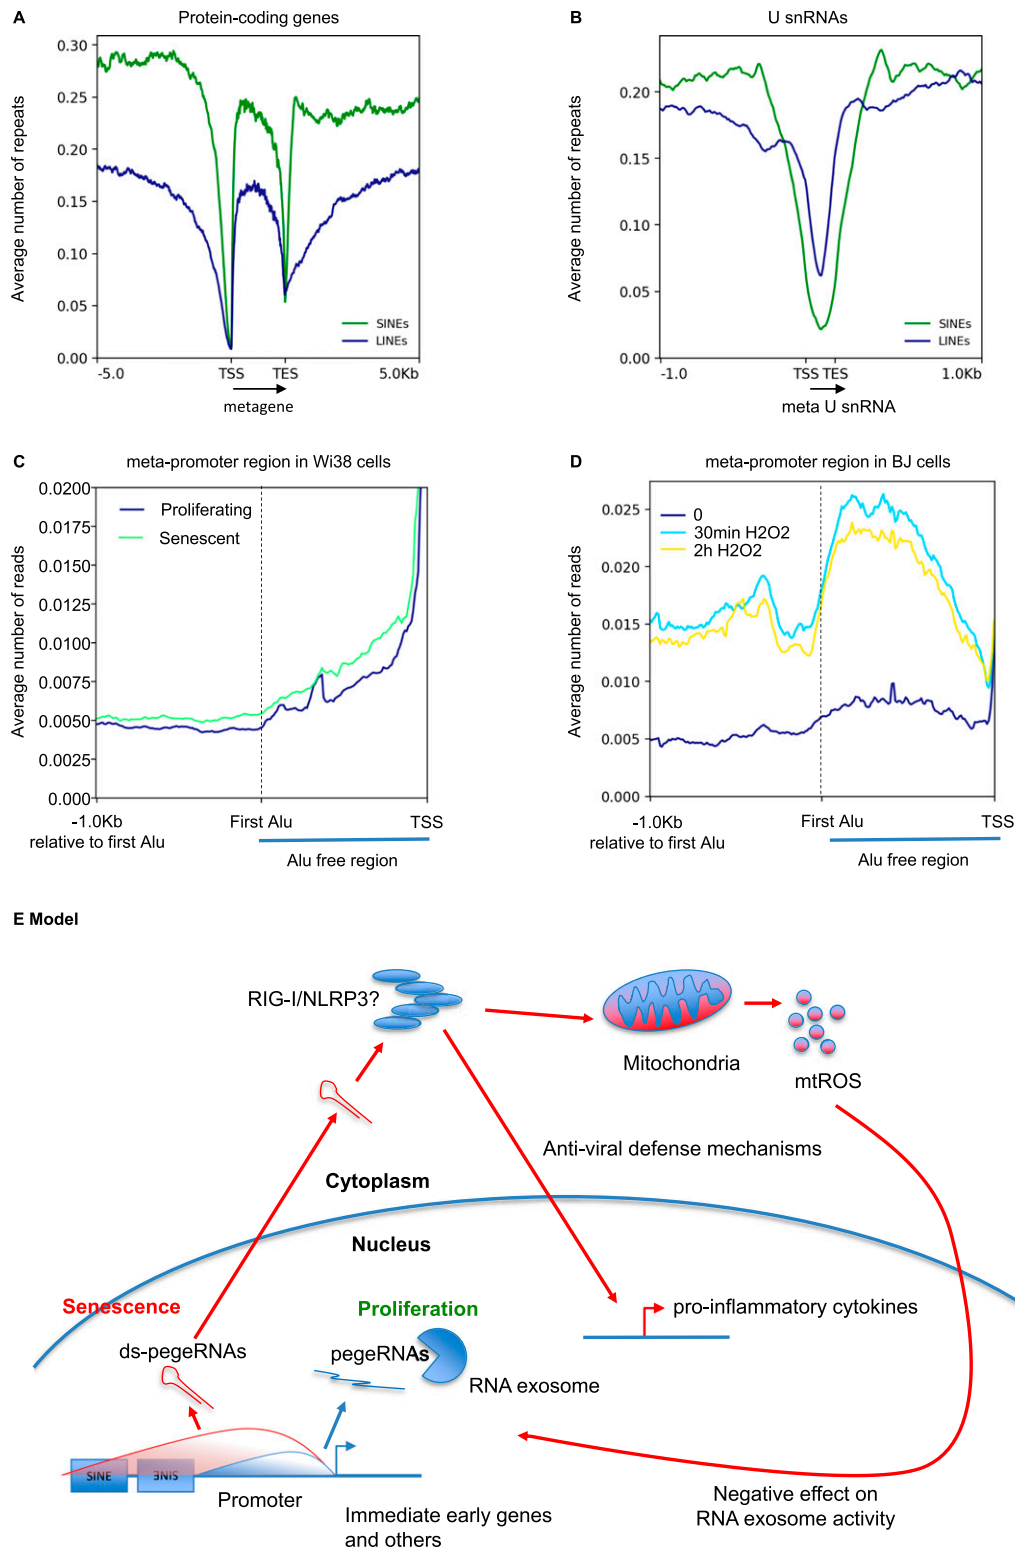 A
Protein-coding genes
Average number of repeats
0.30
0.25
0.20
0.15
0.10
0.05
0.00
SINEs
LINEs
-5.0
TSS
TES
5.0Kb
metagene
B
U snRNAs
Average number of repeats
0.20
0.15
0.10
0.05
0.00
SINEs
LINEs
-1.0
TSS
TES
1.0Kb
meta U snRNA
C
meta-promoter region in Wi38 cells
Average number of reads
0.0200
0.0175
0.0150
0.0125
0.0100
0.0075
0.0050
0.0025
0.000
Proliferating
Senescent
-1.0Kb
relative to first Alu
First Alu
TSS
Alu free region
D
meta-promoter region in BJ cells
Average number of reads
0.025
0.020
0.015
0.010
0.005
0.000
0
30min H2O2
2h H2O2
-1.0Kb
relative to first Alu
First Alu
TSS
Alu free region
E Model
RIG-I/NLRP3?
Mitochondria
mtROS
Anti-viral defense mechanisms
Cytoplasm
Nucleus
Senescence
Proliferation
pro-inflammatory cytokines
ds-pegeRNAs
pegeRNAs
RNA exosome
SINE
SINE
Promoter
Immediate early genes
and others
Negative effect on
RNA exosome activity